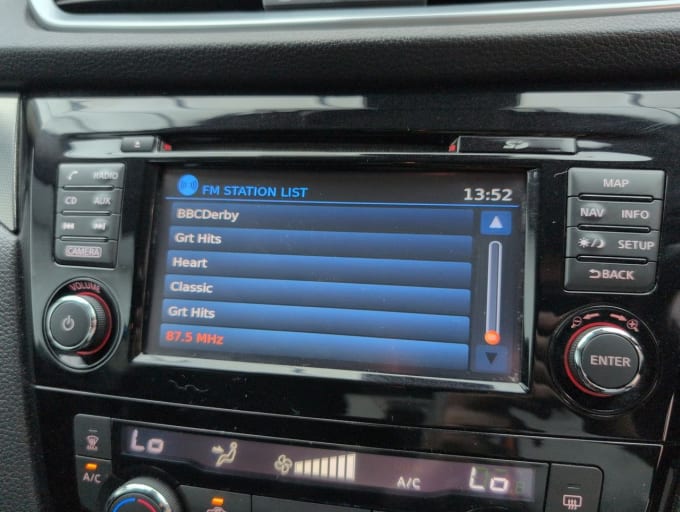 SD
RADIO
CD AUX
CAMERA
VOLUME
FM STATION LIST 13:52
BBCDerby
Grt Hits
Heart
Classic
Grt Hits
87.5 MHz
MAP
NAV INFO
SETUP
BACK
ENTER
Lo A/C Lo
A/C